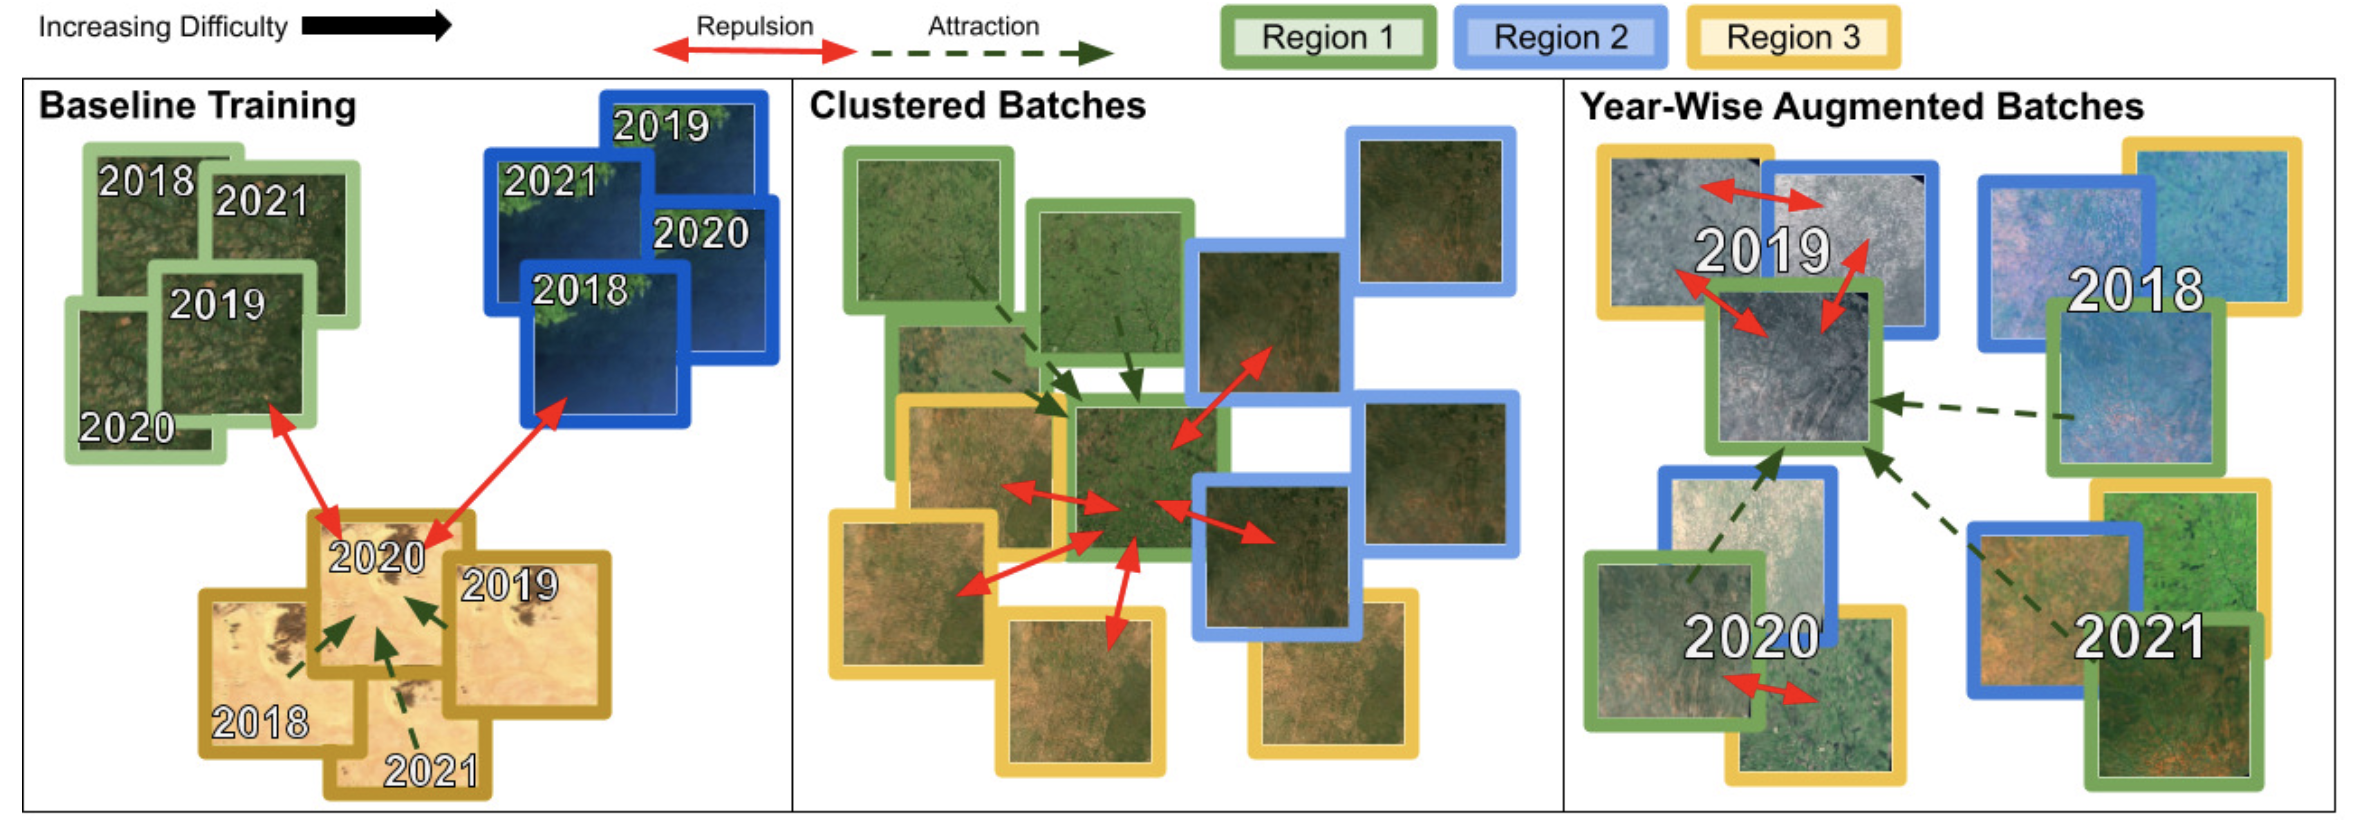 Increasing Difficulty
Repulsion
Attraction
Region 1
Region 2
Region 3
Baseline Training
2018
2021
2019
2020
2019
2021
2020
2018
2020
2019
2018
2021
Clustered Batches
Year-Wise Augmented Batches
2019
2018
2020
2021